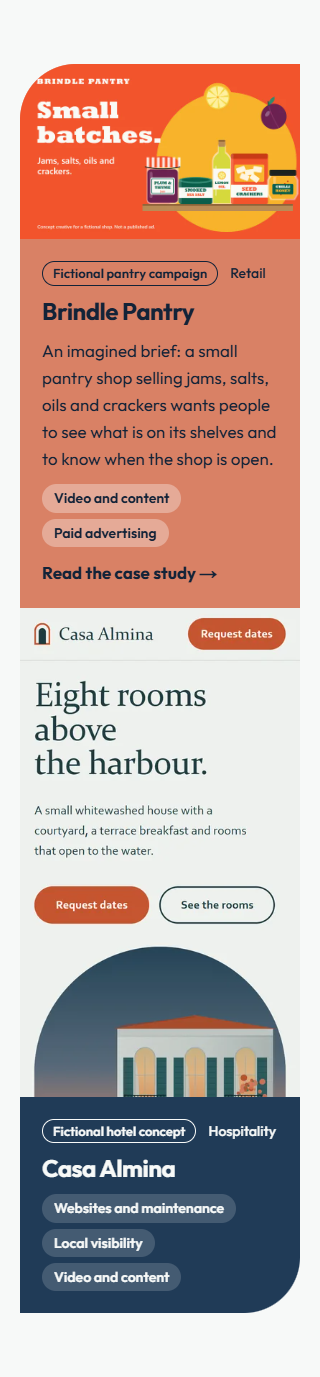 BRINDLE PANTRY
Small
batches.
Jams, salts, oils and
crackers.
PLUM &
SMOKED
SEA SALT
LEMON
OIL
SEED
CRACKERS
HONEY
Concept creative for a fictional shop. Not a published ad.
Fictional pantry campaign
Retail
Brindle Pantry
An imagined brief: a small
pantry shop selling jams, salts,
oils and crackers wants people
to see what is on its shelves and
to know when the shop is open.
Video and content
Paid advertising
Read the case study →
Casa Almina
Request dates
Eight rooms
above
the harbour.
A small whitewashed house with a
courtyard, a terrace breakfast and rooms
that open to the water.
Request dates
See the rooms
Fictional hotel concept
Hospitality
Casa Almina
Websites and maintenance
Local visibility
Video and content